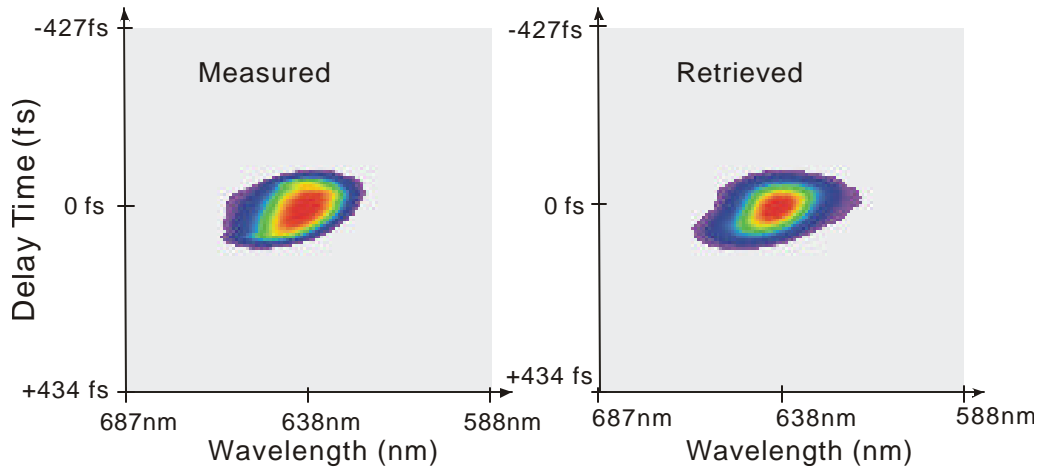 -427fs
Measured
Delay Time (fs)
0 fs
+434 fs
687nm
638nm
588nm
Wavelength (nm)
-427fs
Retrieved
0 fs
+434 fs
687nm
638nm
588nm
Wavelength (nm)